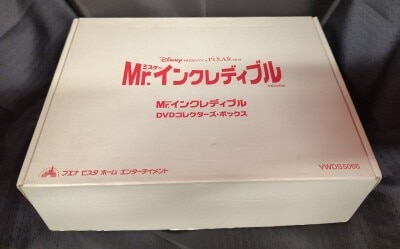 Disney PRESENTS A PIXAR FILM
ミスター
Mr.インクレディブル
Mr.インクレディブル
DVDコレクターズ・ボックス
ブエナ ビスタ ホーム エンターテイメント
VWDS5066